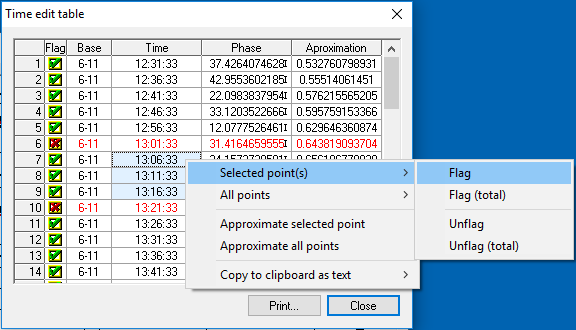 Time edit table
Flag Base Time Phase Aproximation
1 6-11 12:31:33 37.4264074628 0.532760798931
2 6-11 12:36:33 42.9553602185 0.55514061451
3 6-11 12:41:33 22.0983837954 0.576215565205
4 6-11 12:46:33 33.1203522666 0.595759153366
5 6-11 12:56:33 12.0777526461 0.629646360874
6 6-11 13:01:33 31.4164659555 0.643819093704
7 6-11 13:06:33
8 6-11 13:11:33
9 6-11 13:16:33
10 6-11 13:21:33
11 6-11 13:26:33
12 6-11 13:31:33
13 6-11 13:36:33
14 6-11 13:41:33
Selected point(s)
All points
Approximate selected point
Approximate all points
Copy to clipboard as text
Flag
Flag (total)
Unflag
Unflag (total)
Print...
Close